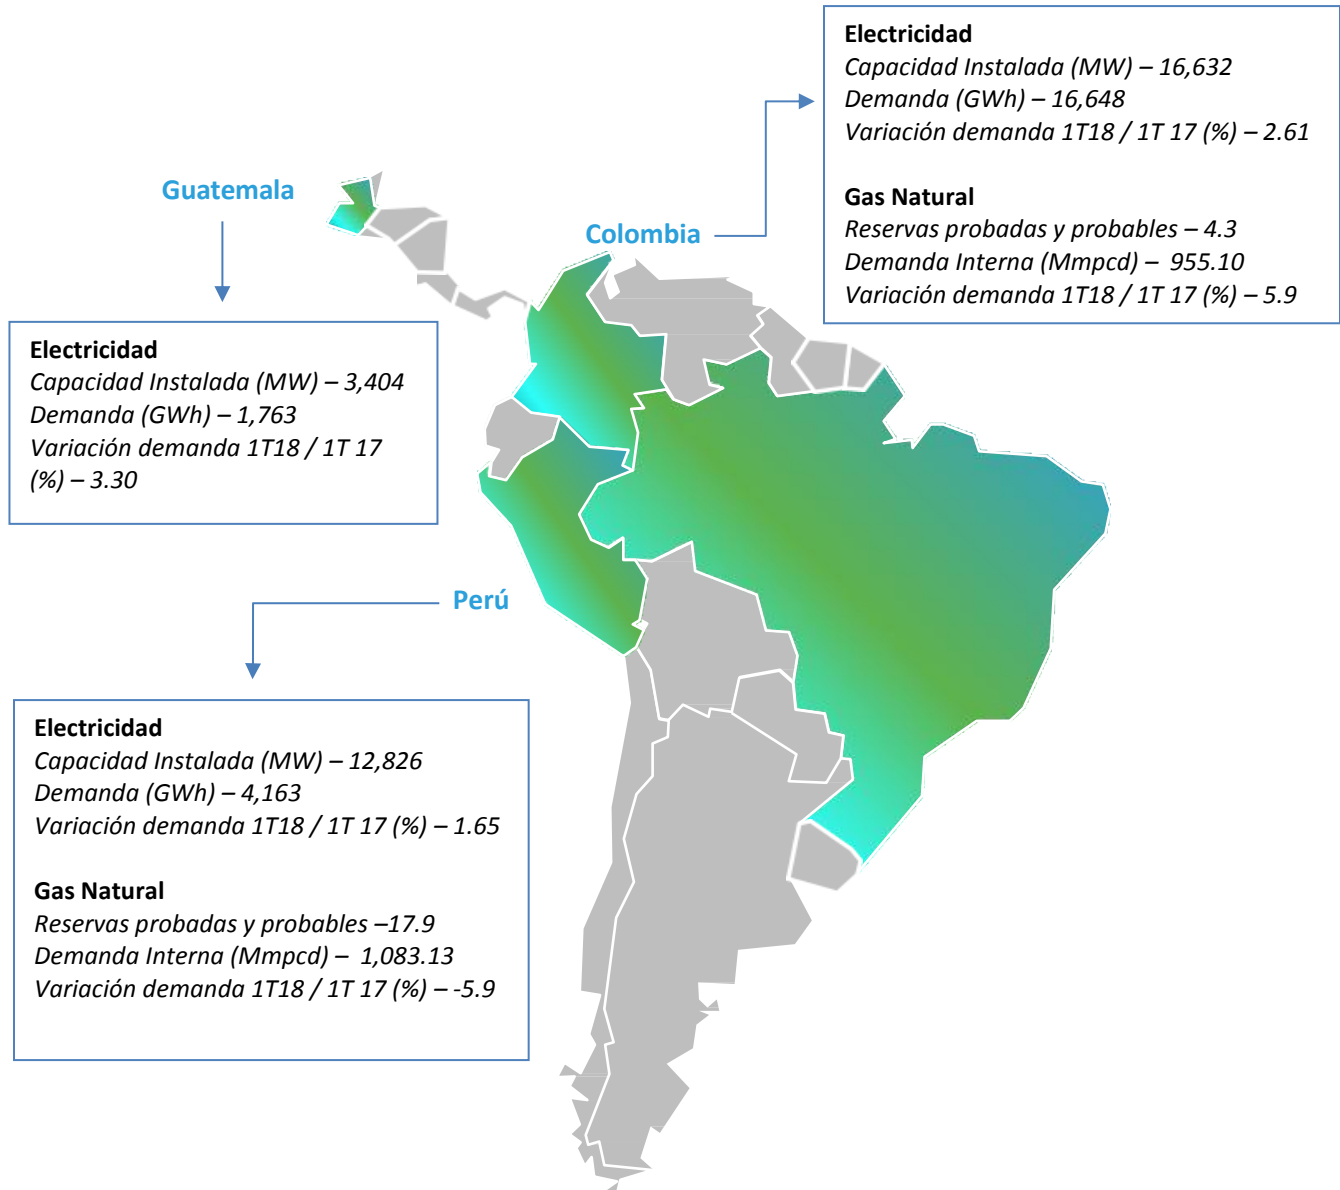 Electricidad
Capacidad Instalada (MW) – 16,632
Demanda (GWh) – 16,648
Variación demanda 1T18 / 1T 17 (%) – 2.61
Gas Natural
Reservas probadas y probables – 4.3
Demanda Interna (Mmpcd) – 955.10
Variación demanda 1T18 / 1T 17 (%) – 5.9
Guatemala
Colombia
Electricidad
Capacidad Instalada (MW) – 3,404
Demanda (GWh) – 1,763
Variación demanda 1T18 / 1T 17
(%) – 3.30
Perú
Electricidad
Capacidad Instalada (MW) – 12,826
Demanda (GWh) – 4,163
Variación demanda 1T18 / 1T 17 (%) – 1.65
Gas Natural
Reservas probadas y probables –17.9
Demanda Interna (Mmpcd) – 1,083.13
Variación demanda 1T18 / 1T 17 (%) – -5.9